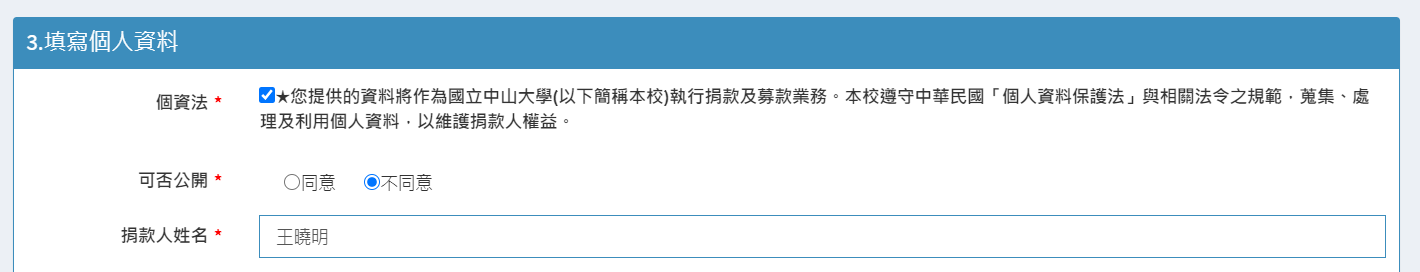 3.填寫個人資料
個資法 * ★您提供的資料將作為國立中山大學(以下簡稱本校)執行捐款及募款業務。本校遵守中華民國「個人資料保護法」與相關法令之規範，蒐集、處
理及利用個人資料，以維護捐款人權益。
可否公開 * 同意 不同意
捐款人姓名 * 王曉明